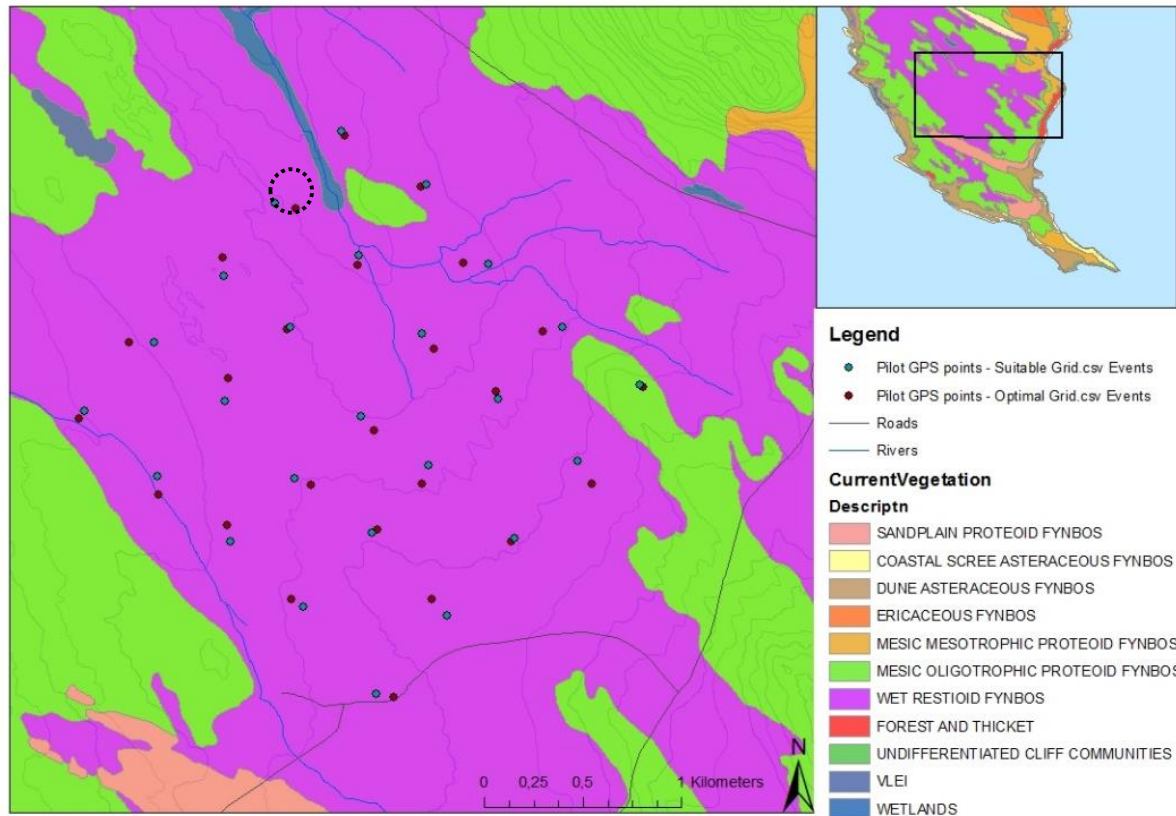 Legend
Pilot GPS points - Suitable Grid.csv Events
Pilot GPS points - Optimal Grid.csv Events
Roads
Rivers
CurrentVegetation
Descriptn
SANDPLAIN PROTEOID FYNBOS
COASTAL SCREE ASTERACEOUS FYNBOS
DUNE ASTERACEOUS FYNBOS
ERICACEOUS FYNBOS
MESIC MESOTROPHIC PROTEOID FYNBOS
MESIC OLIGOTROPHIC PROTEOID FYNBOS
WET RESTIOID FYNBOS
FOREST AND THICKET
UNDIFFERENTIATED CLIFF COMMUNITIES
VLEI
WETLANDS
N
0 0,25 0,5 1 Kilometers